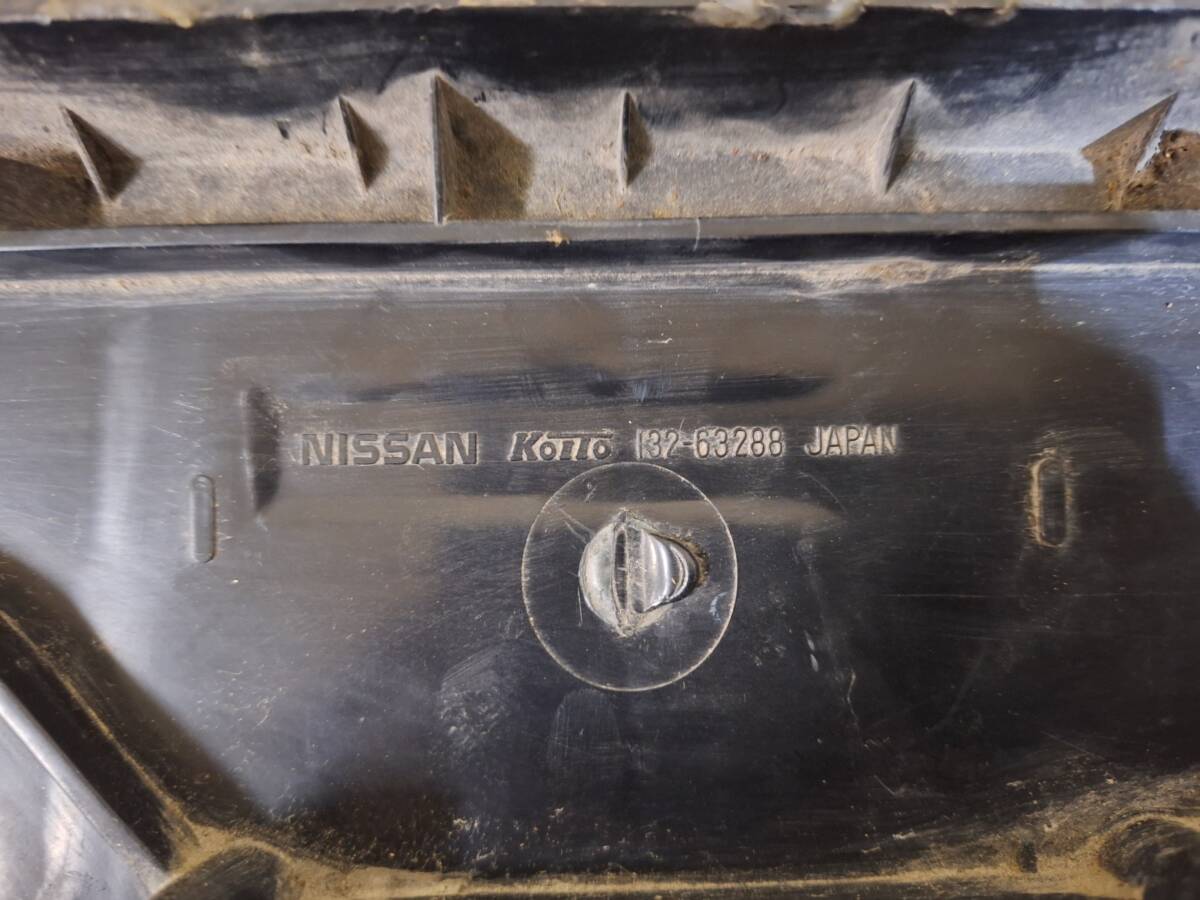 NISSAN KOITO 132-63288 JAPAN